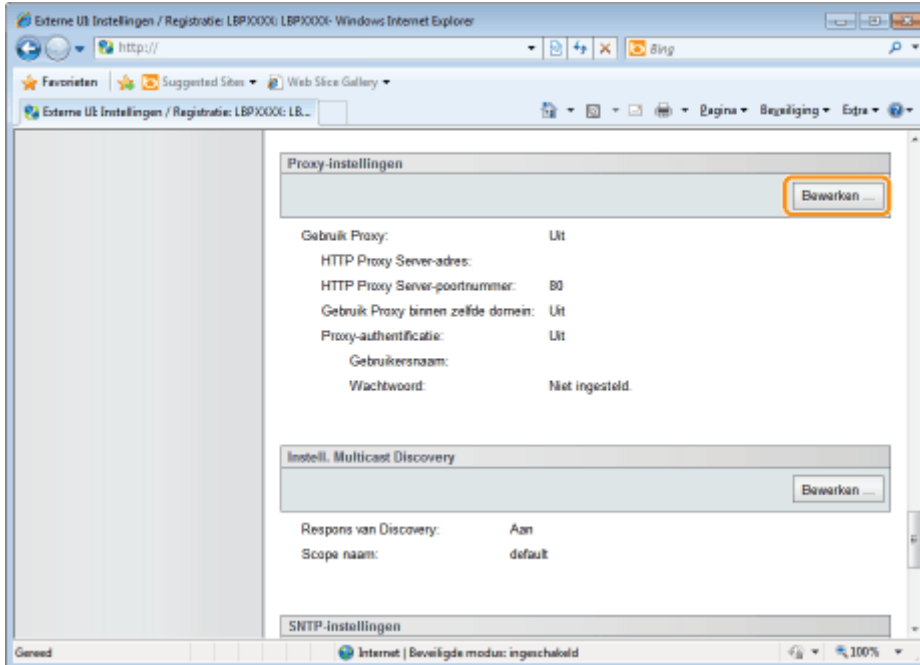 Externe UI: Instellingen / Registratie: LBPXXXX: LBPXXXX- Windows Internet Explorer
http://
Bing
Favorieten Suggested Sites Web Slice Gallery
Externe UI: Instellingen / Registratie: LBPXXXX: LB... Pagina Beveiliging Extra
Proxy-instellingen
Bewerken ...
Gebruik Proxy: Uit
HTTP Proxy Server-adres:
HTTP Proxy Server-poortnummer: 80
Gebruik Proxy binnen zelfde domein: Uit
Proxy-authentificatie: Uit
Gebruikersnaam:
Wachtwoord: Niet ingesteld.
Instell. Multicast Discovery
Bewerken ...
Respons van Discovery: Aan
Scope naam: default
SNTP-instellingen
Gereed Internet | Beveiligde modus: ingeschakeld 100%